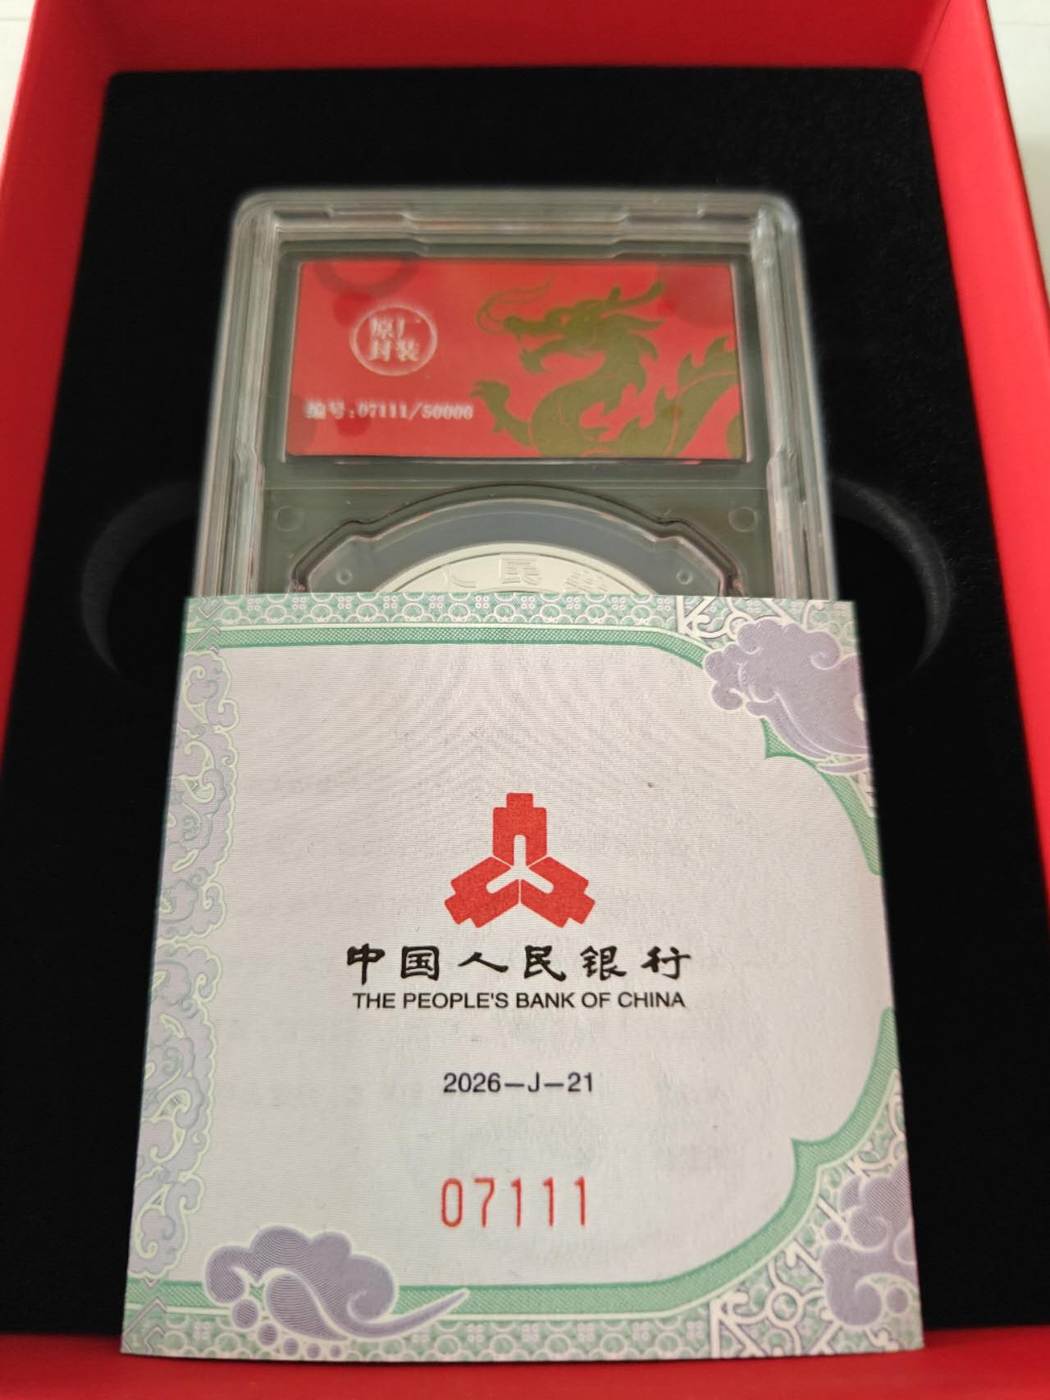 原厂
封装
编号:07111/50000
民
中国人民银行
THE PEOPLE'S BANK OF CHINA
2026—J—21
07111